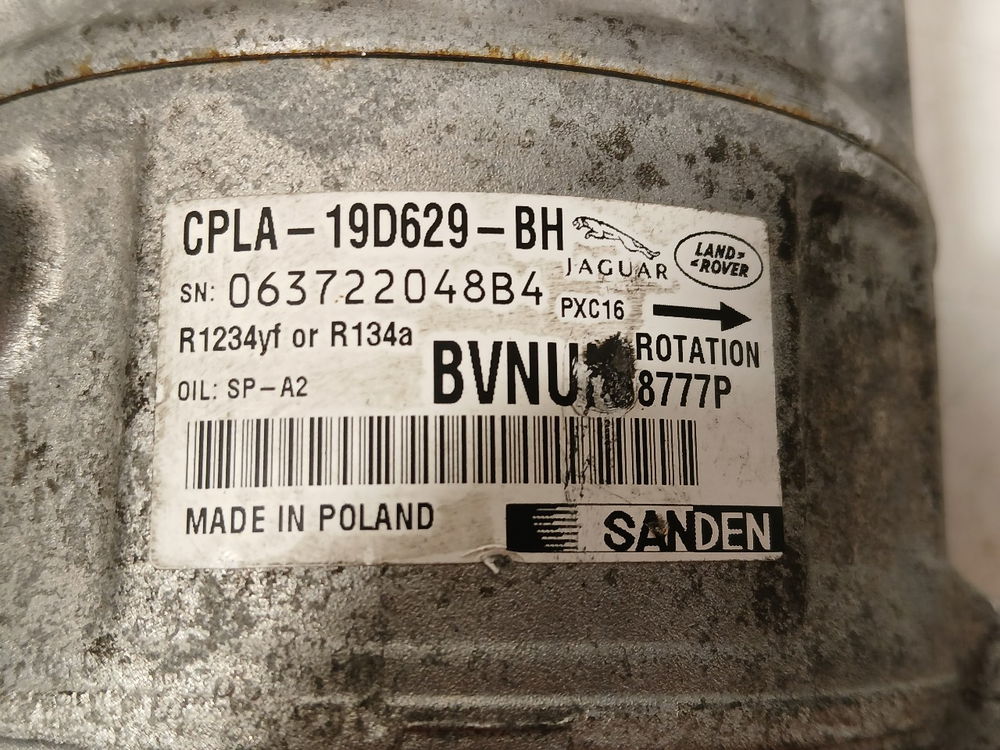 CPLA-19D629-BH
JAGUAR
LAND-
ROVER
SN: 063722048B4
PXC16
R1234yf or R134a
ROTATION
OIL: SP-A2
8777P
MADE IN POLAND
SANDEN